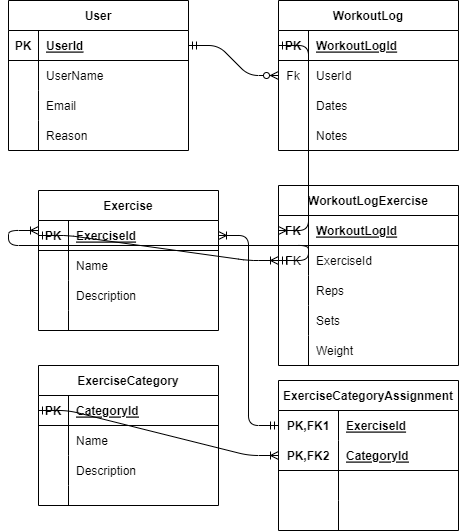 User
PK UserId
UserName
Email
Reason
WorkoutLog
PK WorkoutLogId
Fk UserId
Dates
Notes
Exercise
PK ExerciseId
Name
Description
WorkoutLogExercise
FK WorkoutLogId
FK ExerciseId
Reps
Sets
Weight
ExerciseCategory
PK CategoryId
Name
Description
ExerciseCategoryAssignment
PK,FK1 ExerciseId
PK,FK2 CategoryId